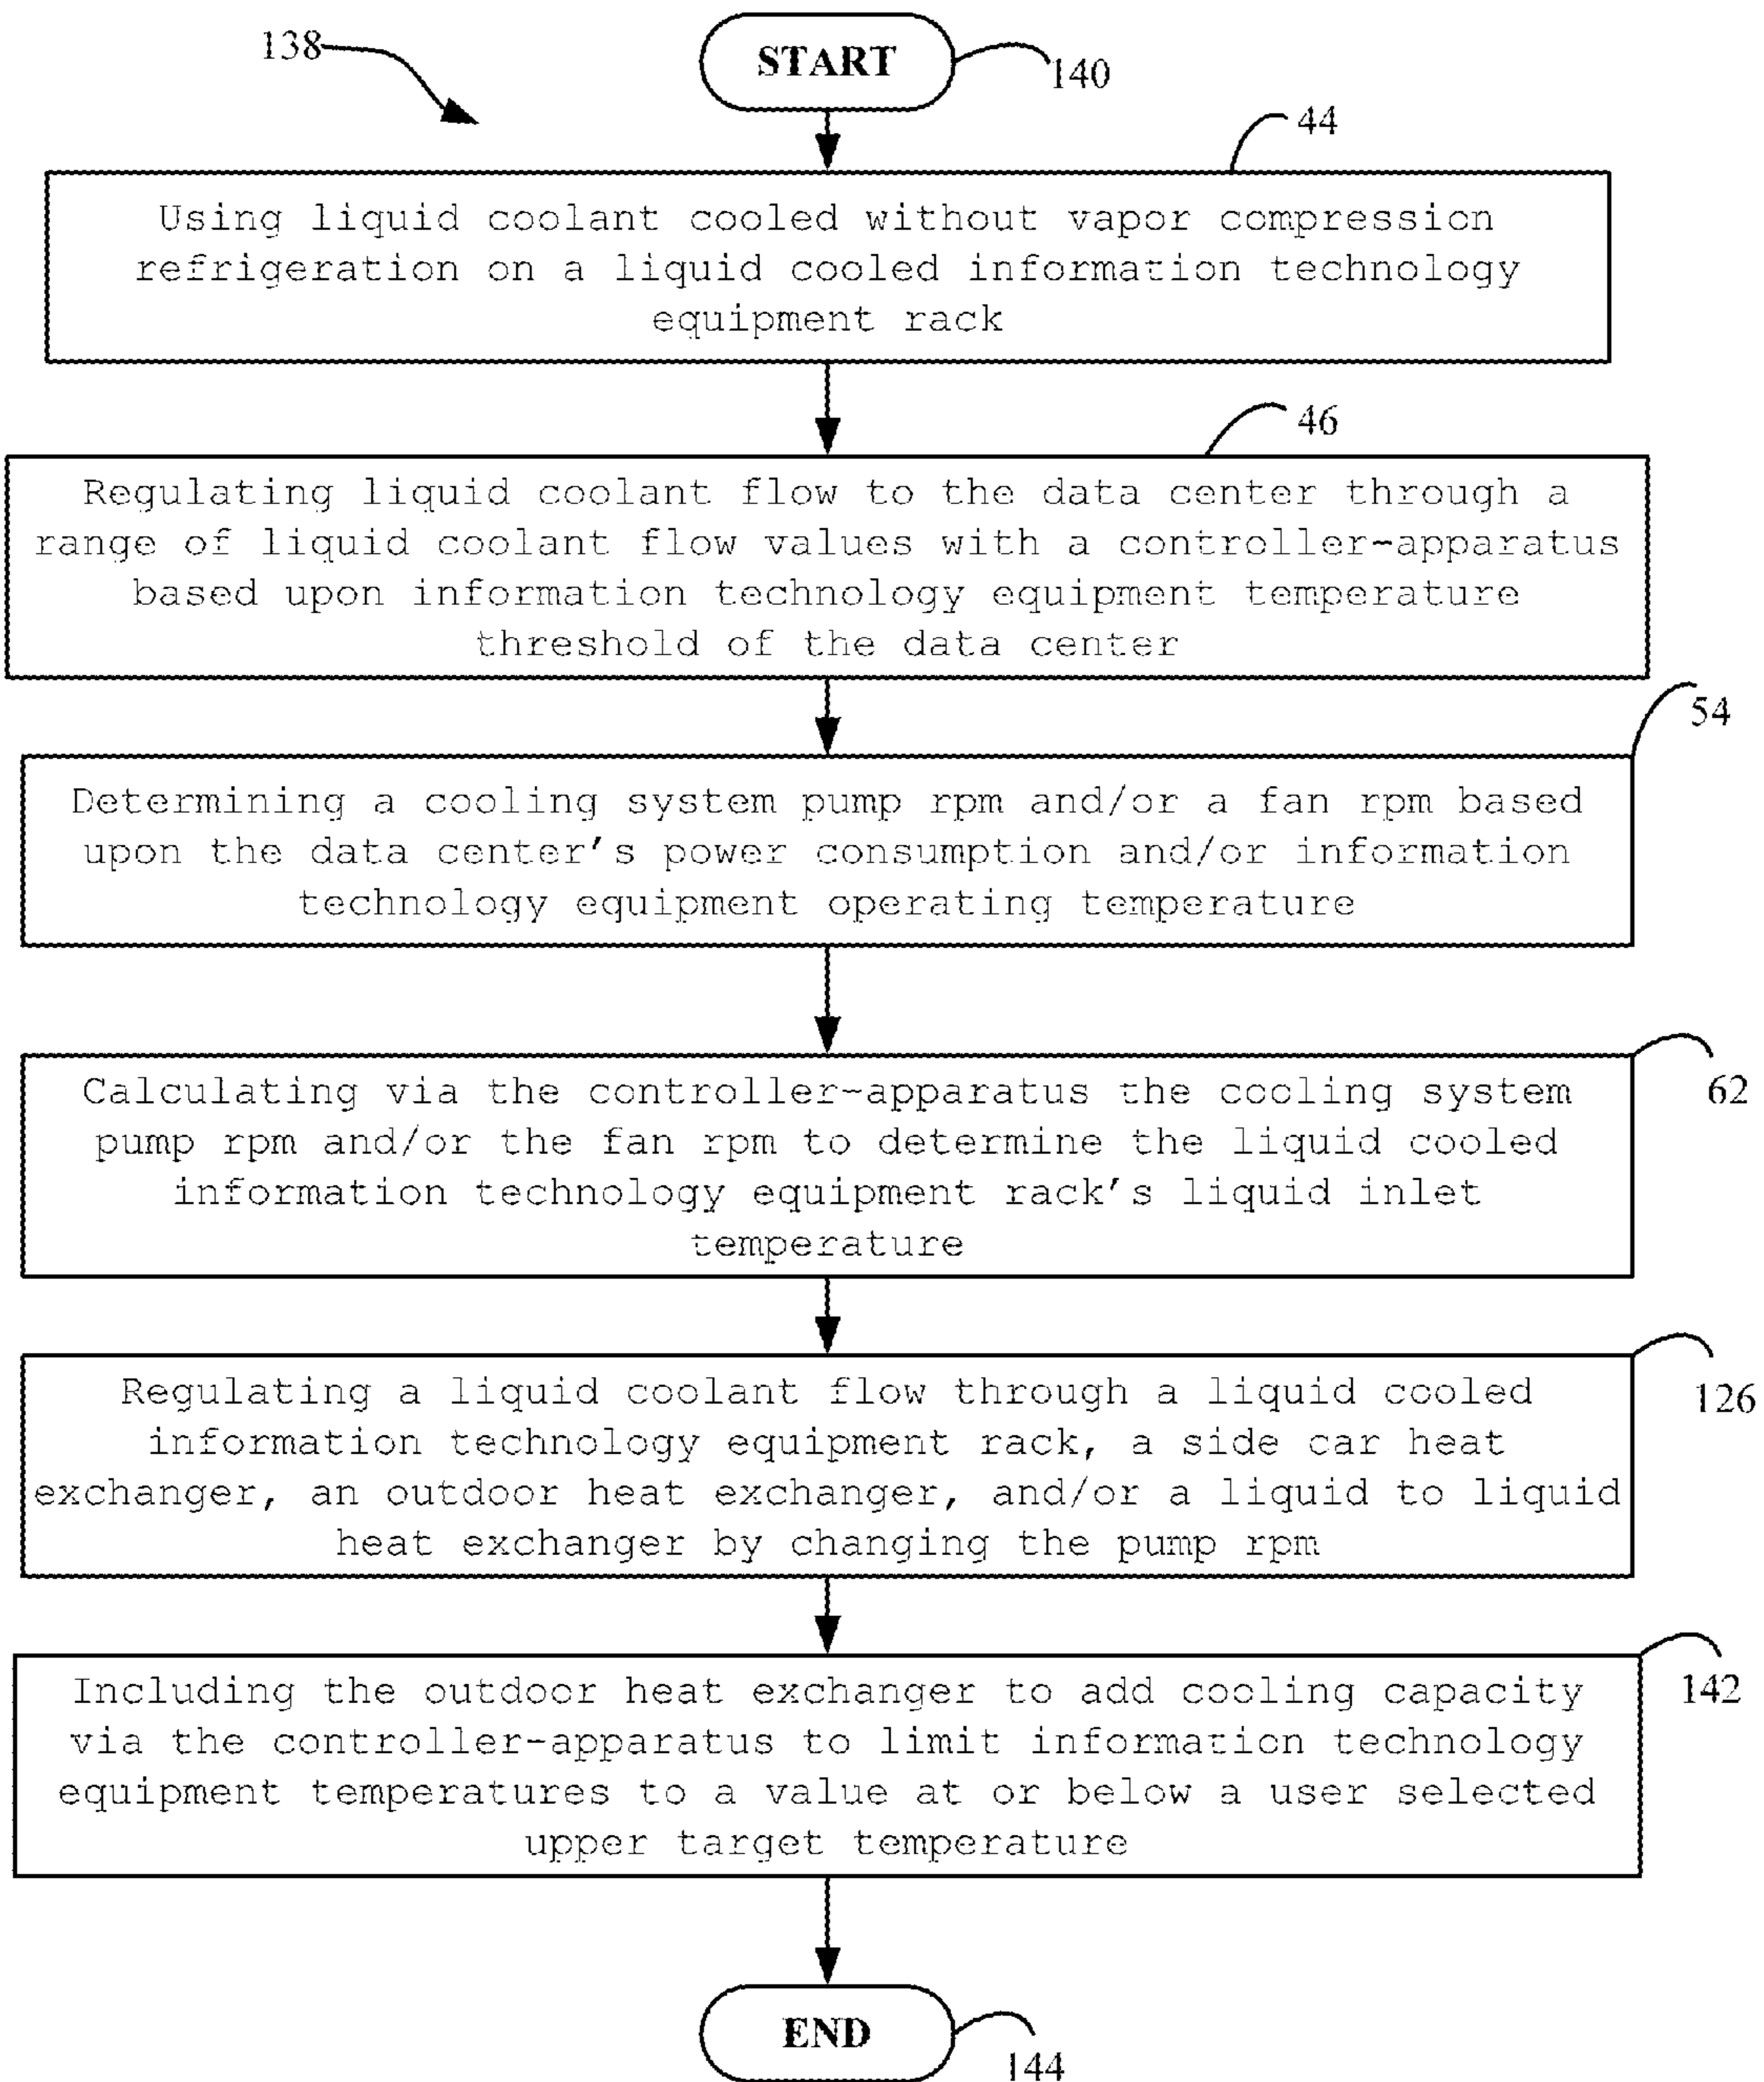 138
START
140
44
Using liquid coolant cooled without vapor compression
refrigeration on a liquid cooled information technology
equipment rack
46
Regulating liquid coolant flow to the data center through a
range of liquid coolant flow values with a controller-apparatus
based upon information technology equipment temperature
threshold of the data center
54
Determining a cooling system pump rpm and/or a fan rpm based
upon the data center's power consumption and/or information
technology equipment operating temperature
62
Calculating via the controller-apparatus the cooling system
pump rpm and/or the fan rpm to determine the liquid cooled
information technology equipment rack's liquid inlet
temperature
126
Regulating a liquid coolant flow through a liquid cooled
information technology equipment rack, a side car heat
exchanger, an outdoor heat exchanger, and/or a liquid to liquid
heat exchanger by changing the pump rpm
142
Including the outdoor heat exchanger to add cooling capacity
via the controller-apparatus to limit information technology
equipment temperatures to a value at or below a user selected
upper target temperature
END
144